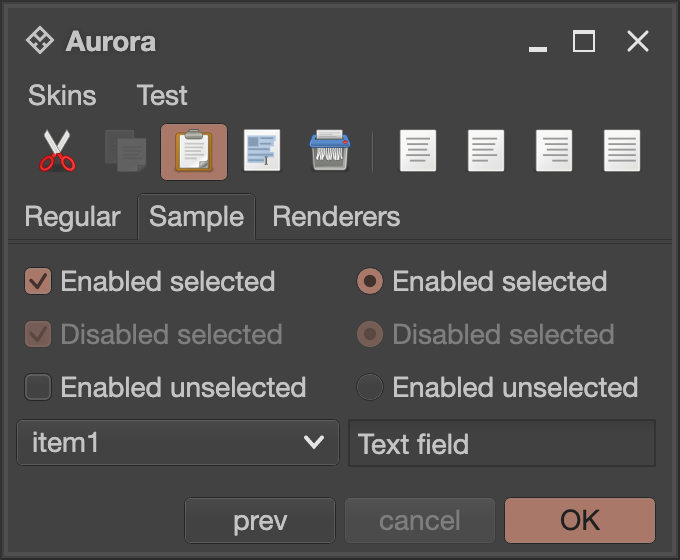 Aurora
Skins Test
Regular Sample Renderers
Enabled selected Enabled selected
Disabled selected Disabled selected
Enabled unselected Enabled unselected
item1 Text field
prev cancel OK